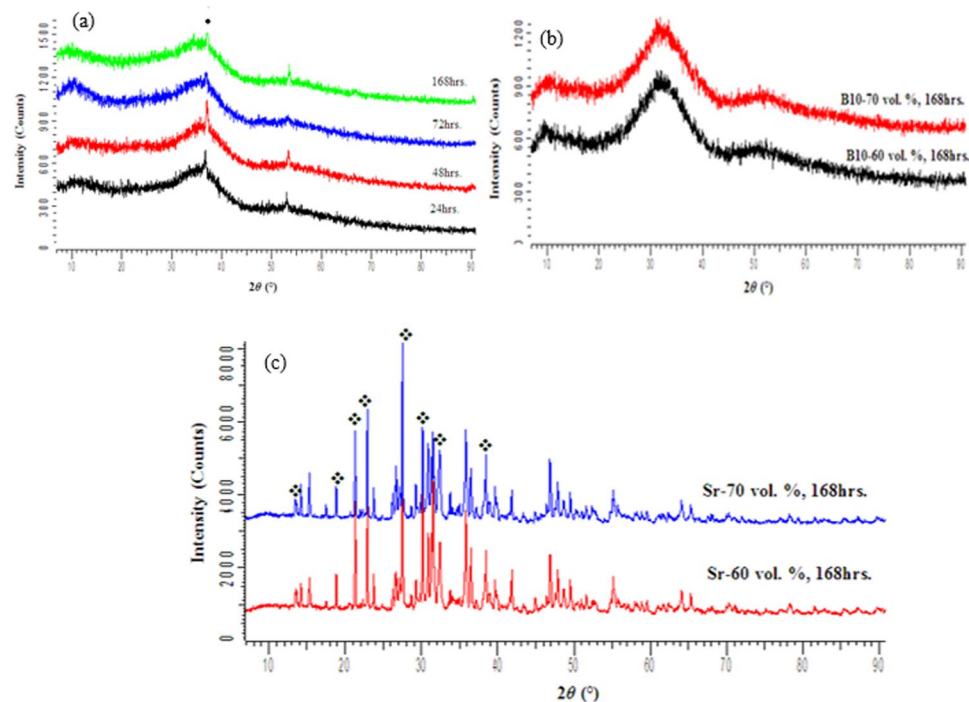 (a)
Intensity (Counts)
1500
1200
900
600
300
0
168hrs.
72hrs.
48hrs.
24hrs.
10 20 30 40 50 60 70 80 90
2θ (°)
(b)
Intensity (Counts)
1200
900
600
300
0
B10-70 vol. %, 168hrs.
B10-60 vol. %, 168hrs.
10 20 30 40 50 60 70 80 90
2θ (°)
(c)
Intensity (Counts)
8000
6000
4000
2000
0
Sr-70 vol. %, 168hrs.
Sr-60 vol. %, 168hrs.
10 20 30 40 50 60 70 80 90
2θ (°)